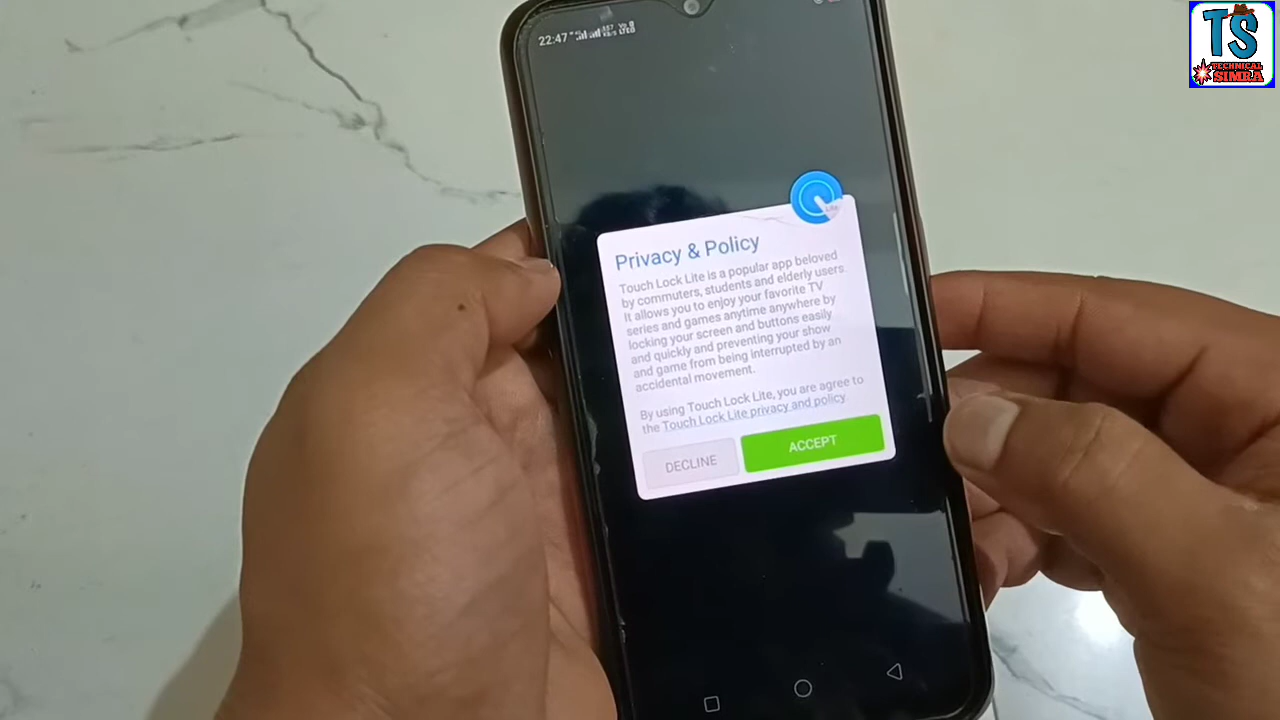 TS
TECHNICAL
SIMRA
22:47
Lite
Privacy & Policy
Touch Lock Lite is a popular app beloved
by commuters, students and elderly users.
It allows you to enjoy your favorite TV
series and games anytime anywhere by
locking your screen and buttons easily
and quickly and preventing your show
and game from being interrupted by an
accidental movement.
By using Touch Lock Lite, you are agree to
the Touch Lock Lite privacy and policy
DECLINE
ACCEPT